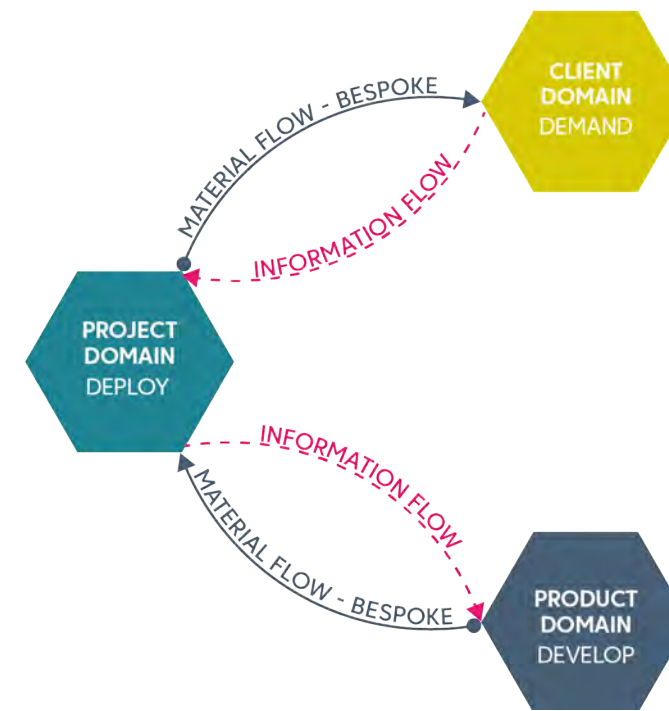 CLIENT
DOMAIN
DEMAND
MATERIAL FLOW - BESPOKE
INFORMATION FLOW
PROJECT
DOMAIN
DEPLOY
INFORMATION FLOW
MATERIAL FLOW - BESPOKE
PRODUCT
DOMAIN
DEVELOP